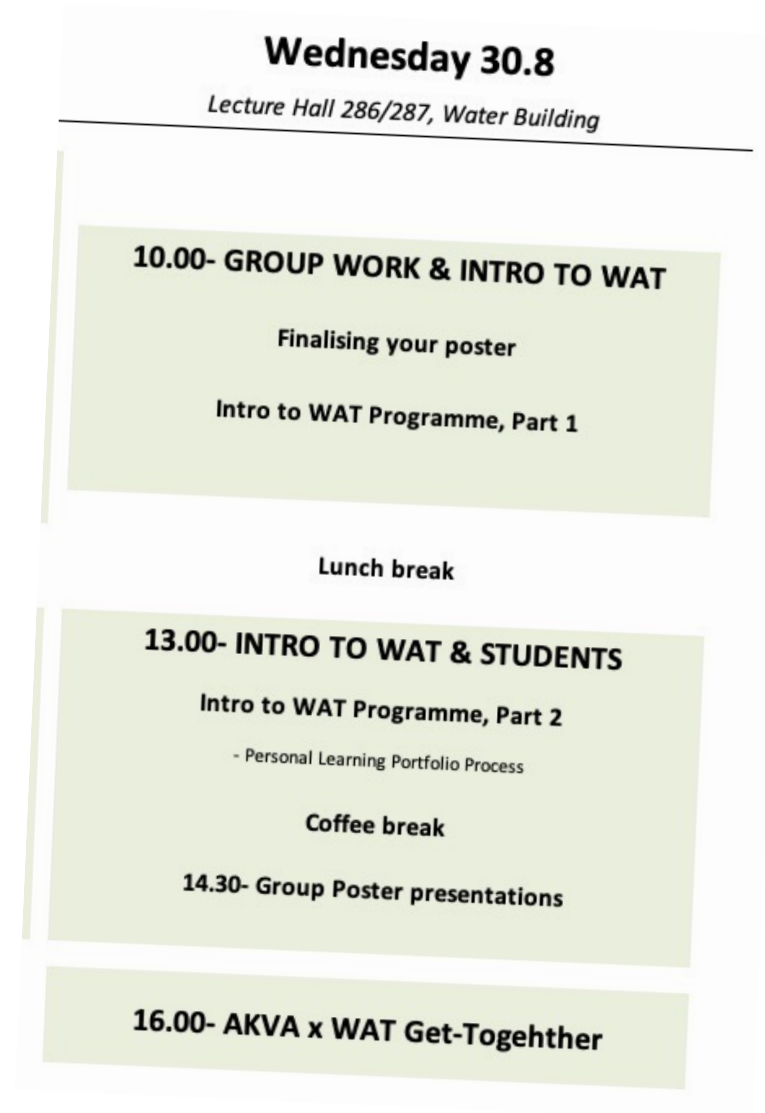 Wednesday 30.8
Lecture Hall 286/287, Water Building
10.00- GROUP WORK & INTRO TO WAT
Finalising your poster
Intro to WAT Programme, Part 1
Lunch break
13.00- INTRO TO WAT & STUDENTS
Intro to WAT Programme, Part 2
- Personal Learning Portfolio Process
Coffee break
14.30- Group Poster presentations
16.00- AKVA x WAT Get-Togehther